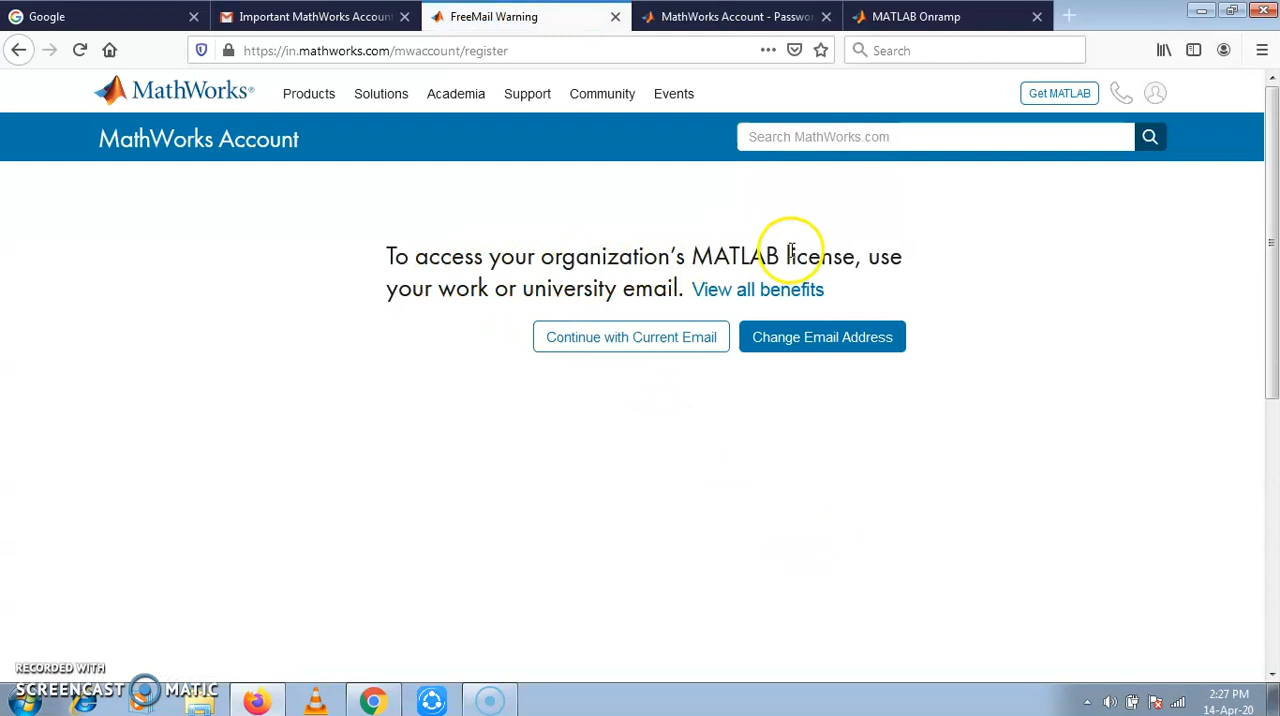 Google
Important MathWorks Accoun
FreeMail Warning
MathWorks Account - Passwo
MATLAB Onramp
https://in.mathworks.com/mwaccount/register
Search
MathWorks®
Products
Solutions
Academia
Support
Community
Events
Get MATLAB
MathWorks Account
Search MathWorks.com
To access your organization's MATLAB license, use
your work or university email. View all benefits
Continue with Current Email
Change Email Address
RECORDED WITH
SCREENCAST MATIC
2:27 PM
14-Apr-20